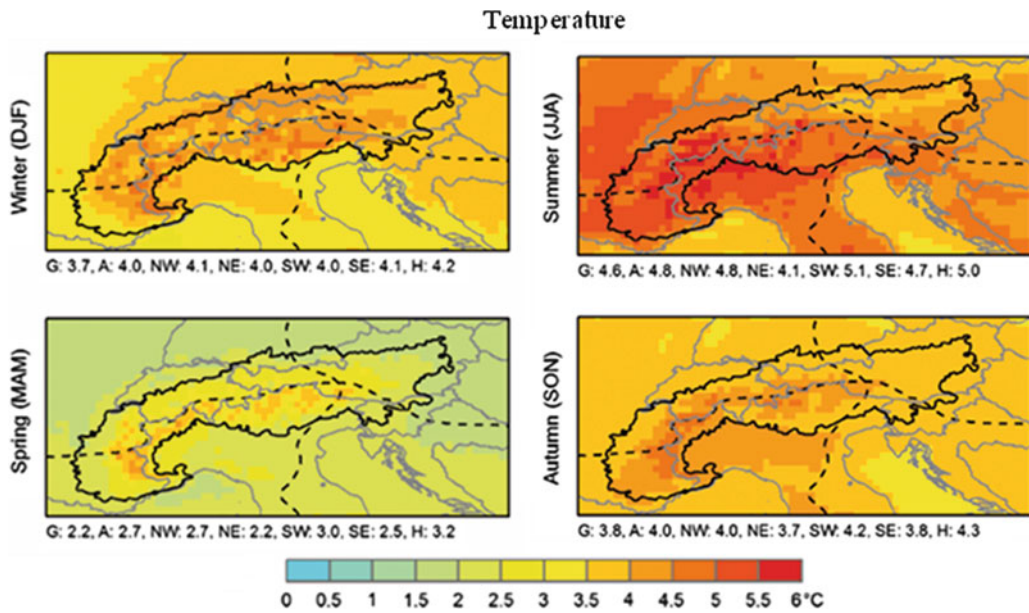 Temperature
Winter (DJF)
G: 3.7, A: 4.0, NW: 4.1, NE: 4.0, SW: 4.0, SE: 4.1, H: 4.2
Summer (JJA)
G: 4.6, A: 4.8, NW: 4.8, NE: 4.1, SW: 5.1, SE: 4.7, H: 5.0
Spring (MAM)
G: 2.2, A: 2.7, NW: 2.7, NE: 2.2, SW: 3.0, SE: 2.5, H: 3.2
Autumn (SON)
G: 3.8, A: 4.0, NW: 4.0, NE: 3.7, SW: 4.2, SE: 3.8, H: 4.3
0 0.5 1 1.5 2 2.5 3 3.5 4 4.5 5 5.5 6°C